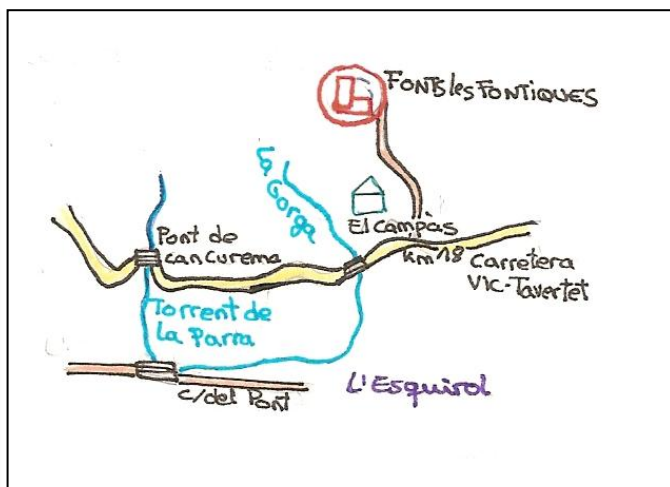 FONTS les FONTIQUES
La Gorga
El Campàs
Pont de
can Curema
km 18
Carretera
VIC-Tavertet
Torrent de
la Parra
c/del Pont
L'Esquirol